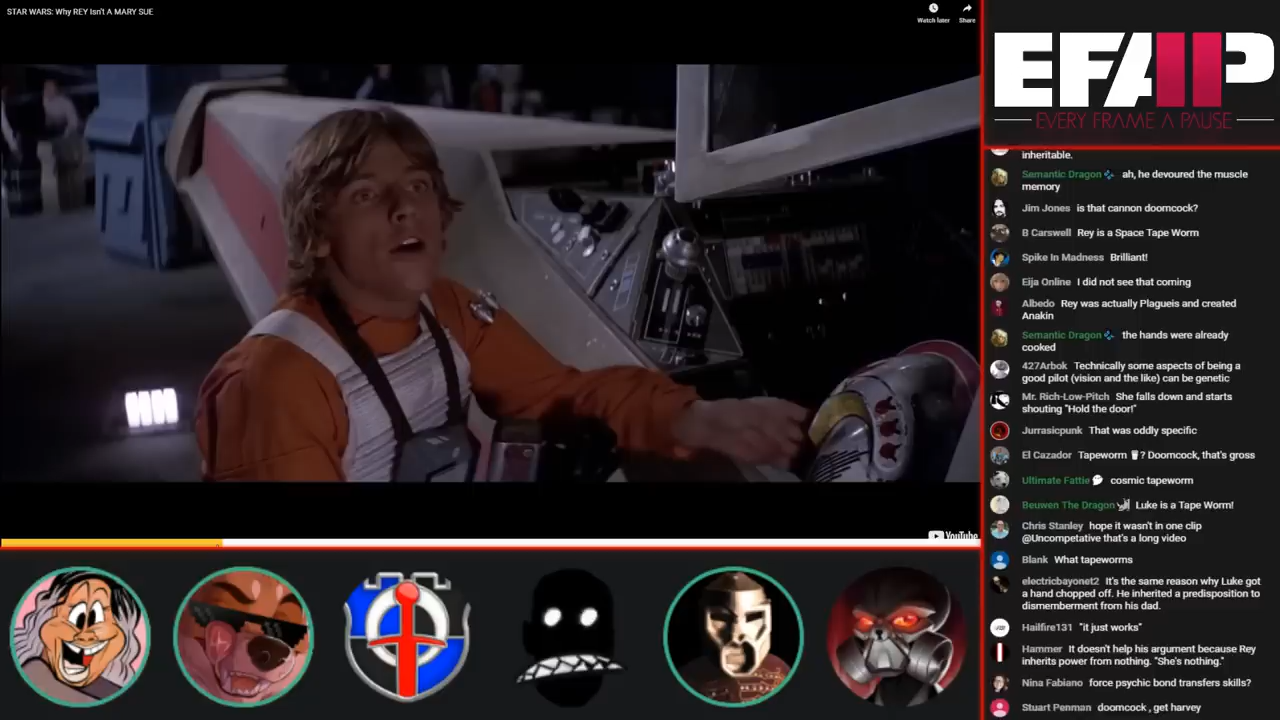 STAR WARS: Why REY Isn't A MARY SUE
Watch later
Share
YouTube
EFAP
EVERY FRAME A PAUSE
inheritable.
Semantic Dragon ah, he devoured the muscle
memory
Jim Jones is that cannon doomcock?
B Carswell Rey is a Space Tape Worm
Spike In Madness Brilliant!
Eija Online I did not see that coming
Albedo Rey was actually Plagueis and created
Anakin
Semantic Dragon the hands were already
cooked
427Arbok Technically some aspects of being a
good pilot (vision and the like) can be genetic
Mr. Rich-Low-Pitch She falls down and starts
shouting "Hold the door!"
Jurrasicpunk That was oddly specific
El Cazador Tapeworm ? Doomcock, that's gross
Ultimate Fattie cosmic tapeworm
Beuwen The Dragon Luke is a Tape Worm!
Chris Stanley hope it wasn't in one clip
@Uncompetative that's a long video
Blank What tapeworms
electricbayonet2 It's the same reason why Luke got
a hand chopped off. He inherited a predisposition to
dismemberment from his dad.
Hailfire131 "it just works"
Hammer It doesn't help his argument because Rey
inherits power from nothing. "She's nothing."
Nina Fabiano force psychic bond transfers skills?
Stuart Penman doomcock , get harvey